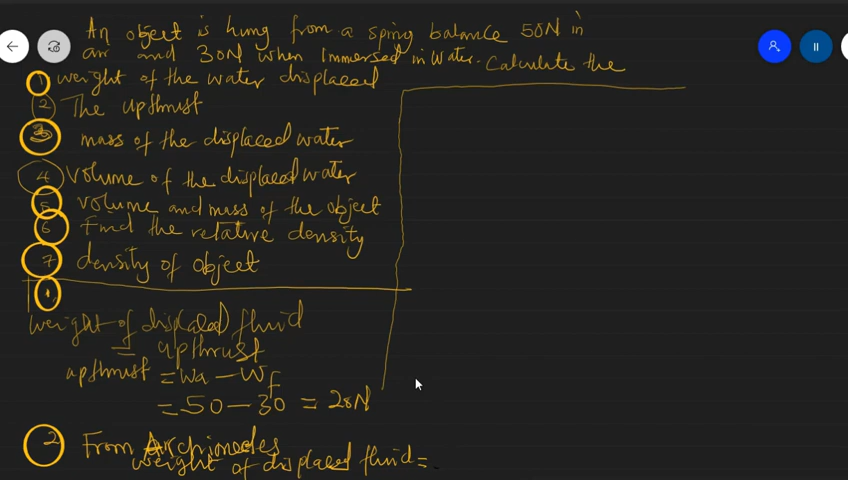 An object is hung from a spring balance 50N in
air and 30N when immersed in water. Calculate the
1 weight of the water displaced
2 The upthrust
3 mass of the displaced water
4 volume of the displaced water
5 volume and mass of the object
6 Find the relative density
7 density of object
1
weight of displaced fluid
= upthrust
upthrust = Wa - Wf
= 50 - 30 = 20N
2 From Archimedes
weight of displaced fluid =